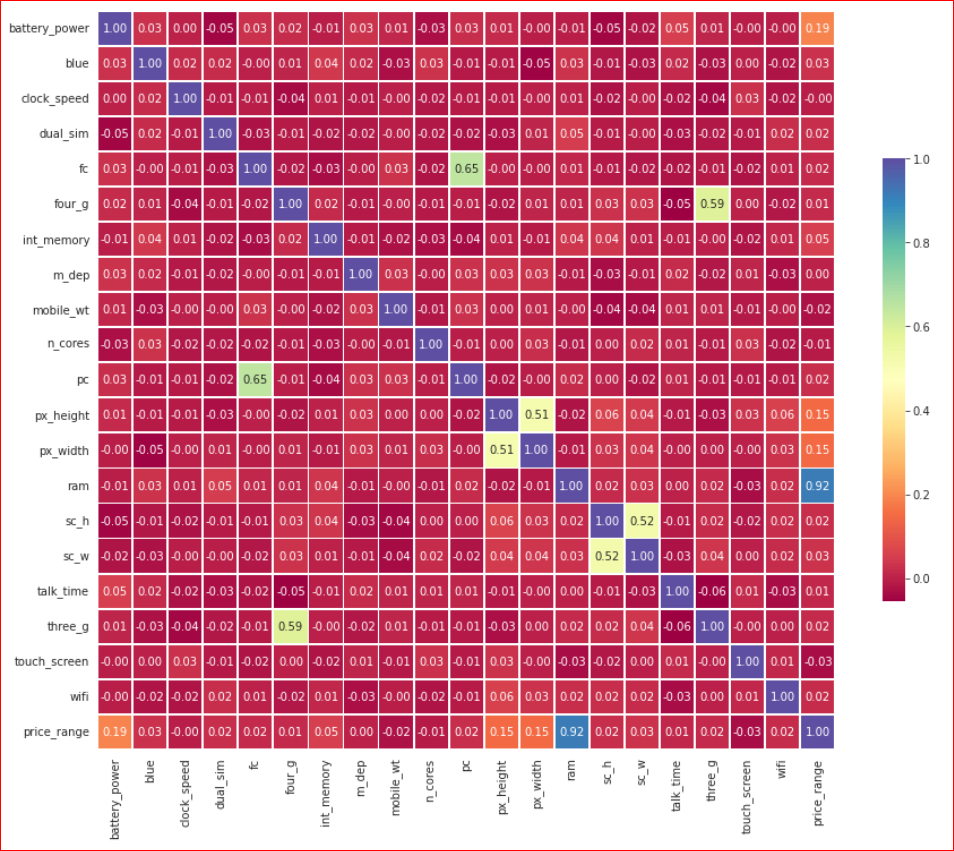 battery_power 1.00 0.03 0.00 -0.05 0.03 0.02 -0.01 0.03 0.01 -0.03 0.03 0.01 -0.00 -0.01 -0.05 -0.02 0.05 0.01 -0.00 -0.00 0.19
blue 0.03 1.00 0.02 0.02 -0.00 0.01 0.04 0.02 -0.03 0.03 -0.01 -0.01 -0.05 0.03 -0.01 -0.03 0.02 -0.03 0.00 -0.02 0.03
clock_speed 0.00 0.02 1.00 -0.01 -0.01 -0.04 0.01 -0.01 -0.00 -0.02 -0.01 -0.01 -0.00 0.01 -0.02 -0.00 -0.02 -0.04 0.03 -0.02 -0.00
dual_sim -0.05 0.02 -0.01 1.00 -0.03 -0.01 -0.02 -0.02 -0.00 -0.02 -0.02 -0.03 0.01 0.05 -0.01 -0.00 -0.03 -0.02 -0.01 0.02 0.02
fc 0.03 -0.00 -0.01 -0.03 1.00 -0.02 -0.03 -0.00 0.03 -0.02 0.65 -0.00 -0.00 0.01 -0.01 -0.02 -0.02 -0.01 -0.02 0.01 0.02
four_g 0.02 0.01 -0.04 -0.01 -0.02 1.00 0.02 -0.01 -0.00 -0.01 -0.01 -0.02 0.01 0.01 0.03 0.03 -0.05 0.59 0.00 -0.02 0.01
int_memory -0.01 0.04 0.01 -0.02 -0.03 0.02 1.00 -0.01 -0.02 -0.03 -0.04 0.01 -0.01 0.04 0.04 0.01 -0.01 -0.00 -0.02 0.01 0.05
m_dep 0.03 0.02 -0.01 -0.02 -0.00 -0.01 -0.01 1.00 0.03 -0.00 0.03 0.03 0.03 -0.01 -0.03 -0.01 0.02 -0.02 0.01 -0.03 0.00
mobile_wt 0.01 -0.03 -0.00 -0.00 0.03 -0.00 -0.02 0.03 1.00 -0.01 0.03 0.00 0.01 -0.01 -0.04 -0.04 0.01 0.01 -0.01 -0.00 -0.02
n_cores -0.03 0.03 -0.02 -0.02 -0.02 -0.01 -0.03 -0.00 -0.01 1.00 -0.01 0.00 0.03 -0.01 0.00 0.02 0.01 -0.01 0.03 -0.02 -0.01
pc 0.03 -0.01 -0.01 -0.02 0.65 -0.01 -0.04 0.03 0.03 -0.01 1.00 -0.02 -0.00 0.02 0.00 -0.02 0.01 -0.01 -0.01 -0.01 0.02
px_height 0.01 -0.01 -0.01 -0.03 -0.00 -0.02 0.01 0.03 0.00 0.00 -0.02 1.00 0.51 -0.02 0.06 0.04 -0.01 -0.03 0.03 0.06 0.15
px_width -0.00 -0.05 -0.00 0.01 -0.00 0.01 -0.01 0.03 0.01 0.03 -0.00 0.51 1.00 -0.01 0.03 0.04 -0.00 0.00 -0.00 0.03 0.15
ram -0.01 0.03 0.01 0.05 0.01 0.01 0.04 -0.01 -0.01 -0.01 0.02 -0.02 -0.01 1.00 0.02 0.03 0.00 0.02 -0.03 0.02 0.92
sc_h -0.05 -0.01 -0.02 -0.01 -0.01 0.03 0.04 -0.03 -0.04 0.00 0.00 0.06 0.03 0.02 1.00 0.52 -0.01 0.02 -0.02 0.02 0.02
sc_w -0.02 -0.03 -0.00 -0.00 -0.02 0.03 0.01 -0.01 -0.04 0.02 -0.02 0.04 0.04 0.03 0.52 1.00 -0.03 0.04 0.00 0.02 0.03
talk_time 0.05 0.02 -0.02 -0.03 -0.02 -0.05 -0.01 0.02 0.01 0.01 0.01 -0.01 -0.00 0.00 -0.01 -0.03 1.00 -0.06 0.01 -0.03 0.01
three_g 0.01 -0.03 -0.04 -0.02 -0.01 0.59 -0.00 -0.02 0.01 -0.01 -0.01 -0.03 0.00 0.02 0.02 0.04 -0.06 1.00 -0.00 0.00 0.02
touch_screen -0.00 0.00 0.03 -0.01 -0.02 0.00 -0.02 0.01 -0.01 0.03 -0.01 0.03 -0.00 -0.03 -0.02 0.00 0.01 -0.00 1.00 0.01 -0.03
wifi -0.00 -0.02 -0.02 0.02 0.01 -0.02 0.01 -0.03 -0.00 -0.02 -0.01 0.06 0.03 0.02 0.02 0.02 -0.03 0.00 0.01 1.00 0.02
price_range 0.19 0.03 -0.00 0.02 0.02 0.01 0.05 0.00 -0.02 -0.01 0.02 0.15 0.15 0.92 0.02 0.03 0.01 0.02 -0.03 0.02 1.00
battery_power blue clock_speed dual_sim fc four_g int_memory m_dep mobile_wt n_cores pc px_height px_width ram sc_h sc_w talk_time three_g touch_screen wifi price_range
1.0
0.8
0.6
0.4
0.2
0.0